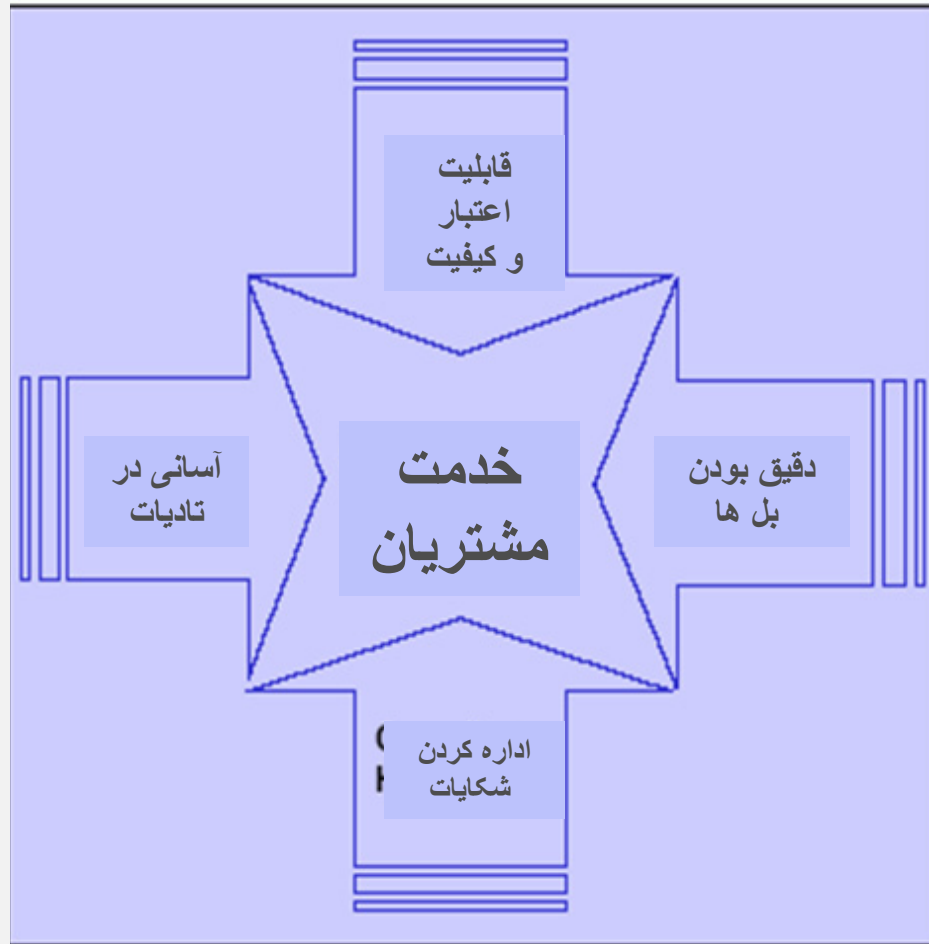 قابلیت
اعتبار
و کیفیت
دقیق بودن
بل ها
خدمت
مشتریان
آسانی در
تادیات
اداره کردن
شکایات